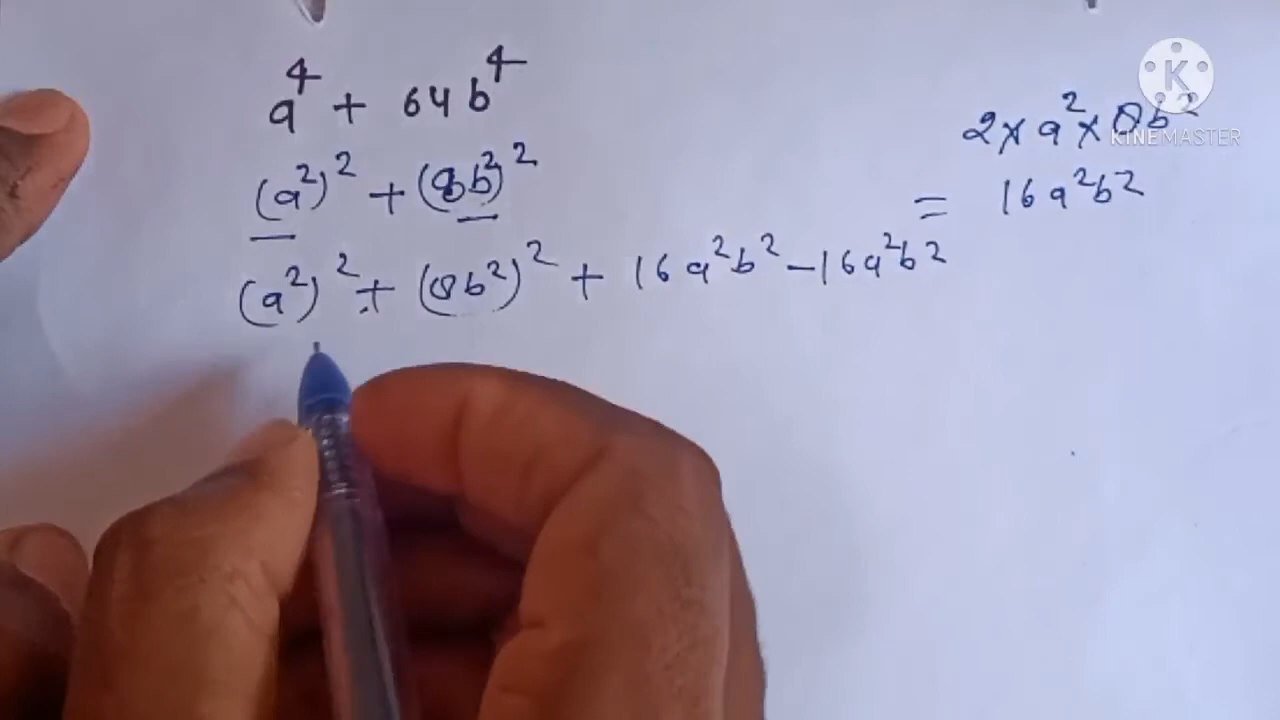 a⁴ + 64b⁴
(a²)² + (8b²)²
(a²)² + (8b²)² + 16a²b² - 16a²b²
2 × a² × 8b²
= 16a²b²
K
KINEMASTER